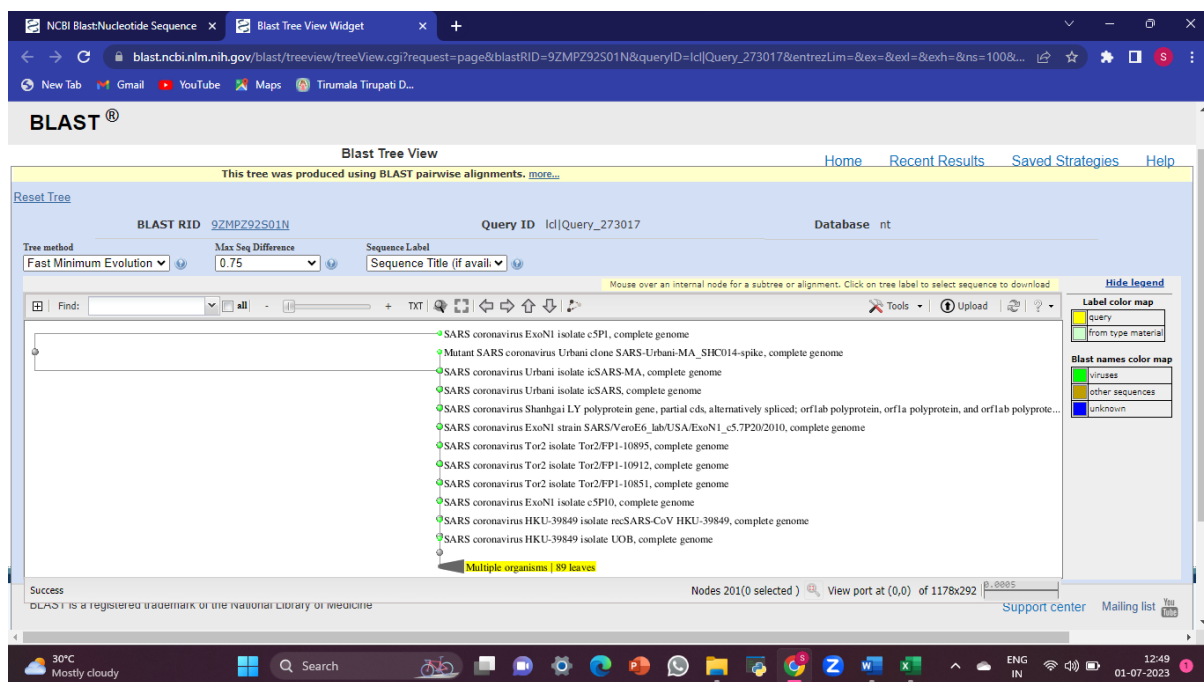 NCBI Blast:Nucleotide Sequence
Blast Tree View Widget
blast.ncbi.nlm.nih.gov/blast/treeview/treeView.cgi?request=page&blastRID=9ZMPZ92S01N&queryID=lcl|Query_273017&entrezLim=&ex=&exl=&exh=&ns=100&...
S
New Tab
Gmail
YouTube
Maps
Tirumala Tirupati D...
BLAST ®
Blast Tree View
Home
Recent Results
Saved Strategies
Help
This tree was produced using BLAST pairwise alignments. more...
Reset Tree
BLAST RID 9ZMPZ92S01N
Query ID lcl|Query_273017
Database nt
Tree method
Max Seq Difference
Sequence Label
Fast Minimum Evolution
0.75
Sequence Title (if avail
Mouse over an internal node for a subtree or alignment. Click on tree label to select sequence to download
Hide legend
Find:
all
- +
TXT
Tools
Upload
?
Label color map
query
from type material
Blast names color map
viruses
other sequences
unknown
SARS coronavirus ExoN1 isolate c5P1, complete genome
Mutant SARS coronavirus Urbani clone SARS-Urbani-MA_SHC014-spike, complete genome
SARS coronavirus Urbani isolate icSARS-MA, complete genome
SARS coronavirus Urbani isolate icSARS, complete genome
SARS coronavirus Shanhgai LY polyprotein gene, partial cds, alternatively spliced; orf1ab polyprotein, orf1a polyprotein, and orf1ab polyprote...
SARS coronavirus ExoN1 strain SARS/VeroE6_lab/USA/ExoN1_c5.7P20/2010, complete genome
SARS coronavirus Tor2 isolate Tor2/FP1-10895, complete genome
SARS coronavirus Tor2 isolate Tor2/FP1-10912, complete genome
SARS coronavirus Tor2 isolate Tor2/FP1-10851, complete genome
SARS coronavirus ExoN1 isolate c5P10, complete genome
SARS coronavirus HKU-39849 isolate recSARS-CoV HKU-39849, complete genome
SARS coronavirus HKU-39849 isolate UOB, complete genome
Multiple organisms | 89 leaves
Success
Nodes 201(0 selected )
View port at (0,0) of 1178x292
0.0005
BLAST is a registered trademark of the National Library of Medicine
Support center
Mailing list
You
Tube
30°C
Mostly cloudy
Search
S
ENG
IN
12:49
01-07-2023
1